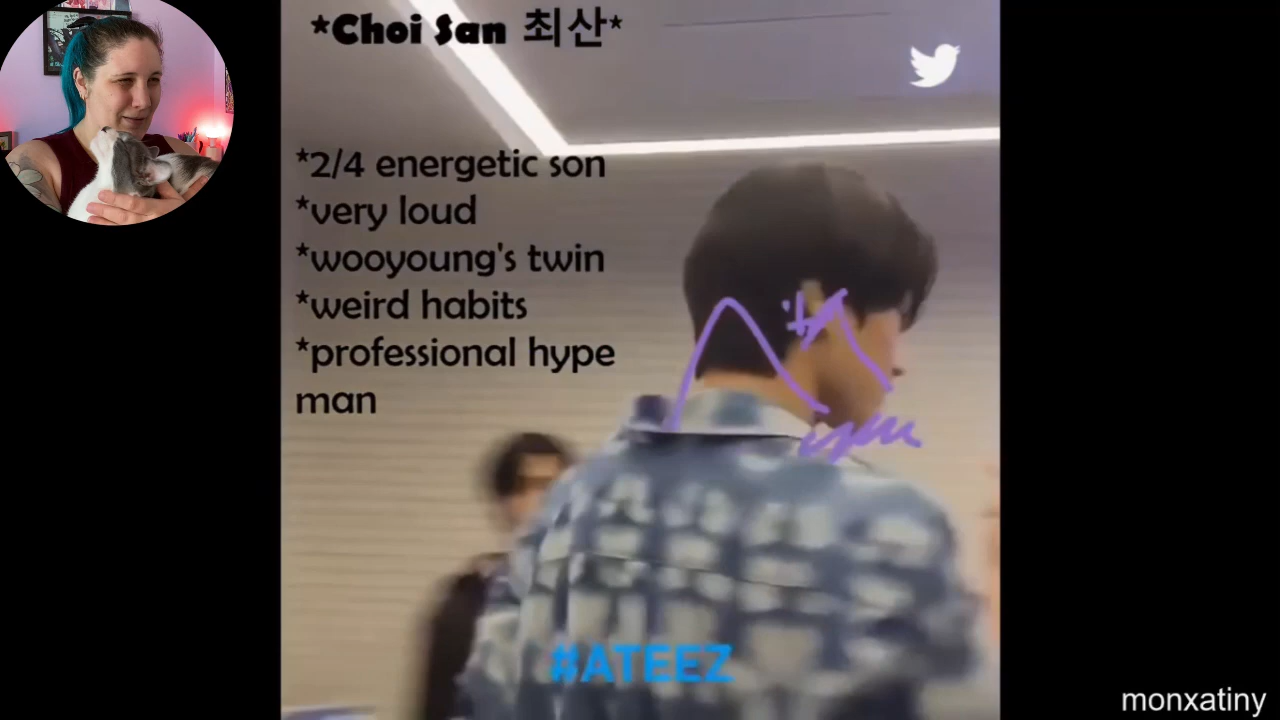 *Choi San 최산*
*2/4 energetic son
*very loud
*wooyoung's twin
*weird habits
*professional hype
man
#ATEEZ
monxatiny